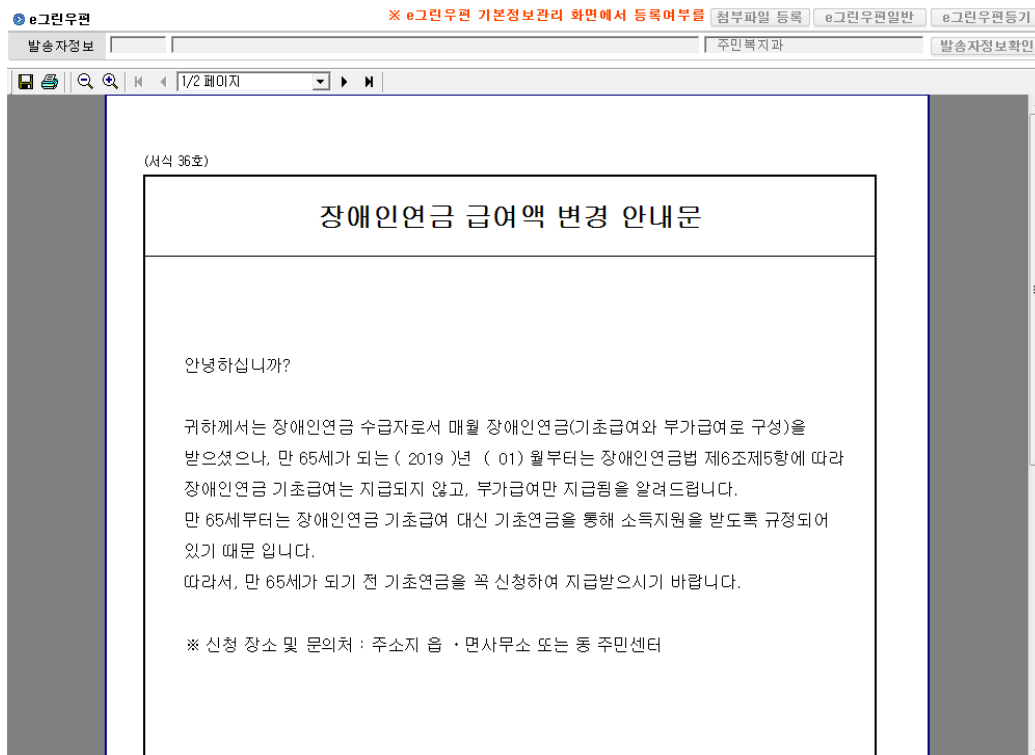 e그린우편
※ e그린우편 기본정보관리 화면에서 등록여부를
첨부파일 등록
e그린우편일반
e그린우편등기
발송자정보
주민복지과
발송자정보확인
1/2 페이지
(서식 36호)
장애인연금 급여액 변경 안내문
안녕하십니까?
귀하께서는 장애인연금 수급자로서 매월 장애인연금(기초급여와 부가급여로 구성)을
받으셨으나, 만 65세가 되는 ( 2019 )년 ( 01) 월부터는 장애인연금법 제6조제5항에 따라
장애인연금 기초급여는 지급되지 않고, 부가급여만 지급됨을 알려드립니다.
만 65세부터는 장애인연금 기초급여 대신 기초연금을 통해 소득지원을 받도록 규정되어
있기 때문 입니다.
따라서, 만 65세가 되기 전 기초연금을 꼭 신청하여 지급받으시기 바랍니다.
※ 신청 장소 및 문의처 : 주소지 읍 ・면사무소 또는 동 주민센터